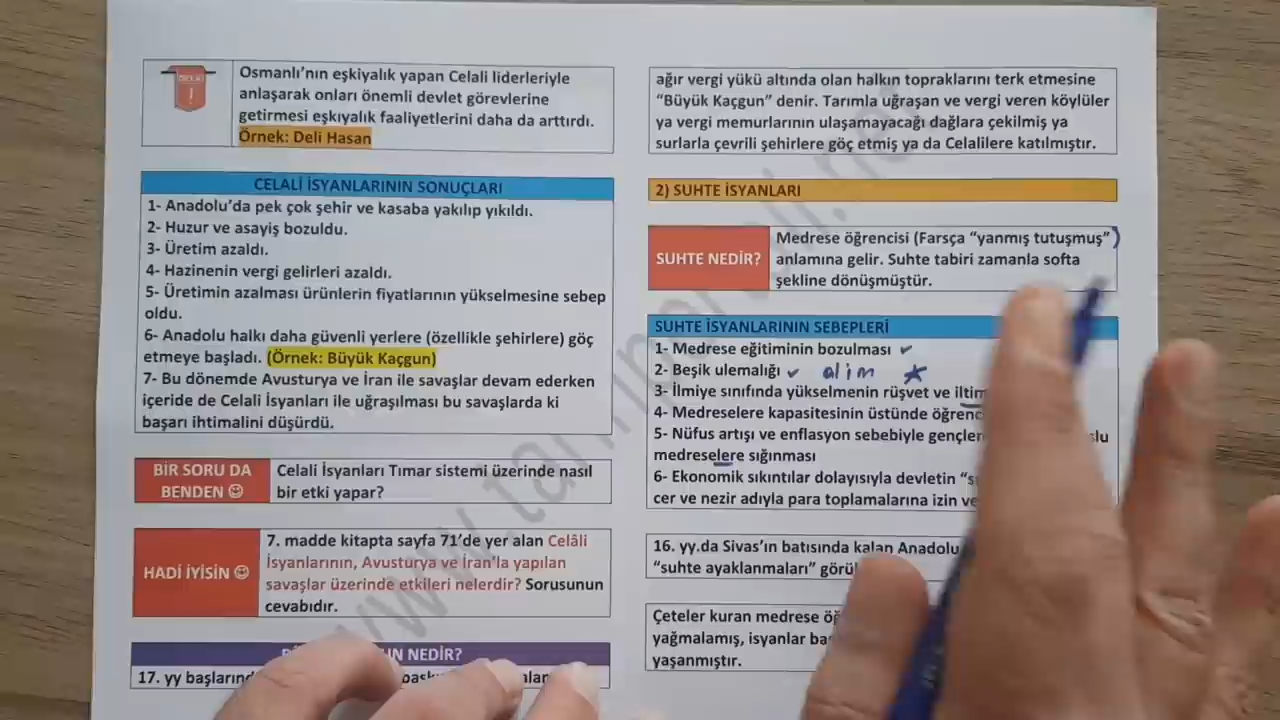 Osmanlı'nın eşkiyalık yapan Celali liderleriyle
anlaşarak onları önemli devlet görevlerine
getirmesi eşkıyalık faaliyetlerini daha da arttırdı.
Örnek: Deli Hasan
CELALİ İSYANLARININ SONUÇLARI
1- Anadolu'da pek çok şehir ve kasaba yakılıp yıkıldı.
2- Huzur ve asayiş bozuldu.
3- Üretim azaldı.
4- Hazinenin vergi gelirleri azaldı.
5- Üretimin azalması ürünlerin fiyatlarının yükselmesine sebep
oldu.
6- Anadolu halkı daha güvenli yerlere (özellikle şehirlere) göç
etmeye başladı. (Örnek: Büyük Kaçgun)
7- Bu dönemde Avusturya ve İran ile savaşlar devam ederken
içeride de Celali İsyanları ile uğraşılması bu savaşlarda ki
başarı ihtimalini düşürdü.
BİR SORU DA
BENDEN ☺
Celali İsyanları Tımar sistemi üzerinde nasıl
bir etki yapar?
HADİ İYİSİN ☺
7. madde kitapta sayfa 71'de yer alan Celâli
İsyanlarının, Avusturya ve İran'la yapılan
savaşlar üzerinde etkileri nelerdir? Sorusunun
cevabıdır.
NEDİR?
17. yy
ağır vergi yükü altında olan halkın topraklarını terk etmesine
"Büyük Kaçgun" denir. Tarımla uğraşan ve vergi veren köylüler
ya vergi memurlarının ulaşamayacağı dağlara çekilmiş ya
surlarla çevrili şehirlere göç etmiş ya da Celalilere katılmıştır.
2) SUHTE İSYANLARI
SUHTE NEDİR?
Medrese öğrencisi (Farsça "yanmış tutuşmuş")
anlamına gelir. Suhte tabiri zamanla softa
şekline dönüşmüştür.
SUHTE İSYANLARININ SEBEPLERİ
1- Medrese eğitiminin bozulması ✓
2- Beşik ulemalığı ✓ alim ★
3- İlmiye sınıfında yükselmenin rüşvet ve
4- Medreselere kapasitesinin üstünde
5- Nüfus artışı ve enflasyon sebebiyle
medreselere sığınması
6- Ekonomik sıkıntılar dolayısıyla devletin
cer ve nezir adıyla para toplamalarına izin
16. yy.da Sivas'ın batısında kalan Anadolu
"suhte ayaklanmaları"
Çeteler kuran medrese
yağmalamış, isyanlar
yaşanmıştır.